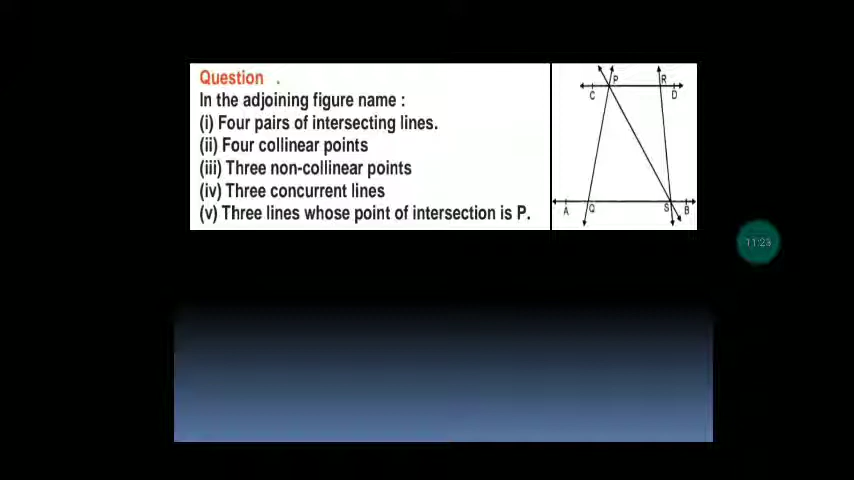 Question .
In the adjoining figure name :
(i) Four pairs of intersecting lines.
(ii) Four collinear points
(iii) Three non-collinear points
(iv) Three concurrent lines
(v) Three lines whose point of intersection is P.
P R
C D
A Q S B
11:23